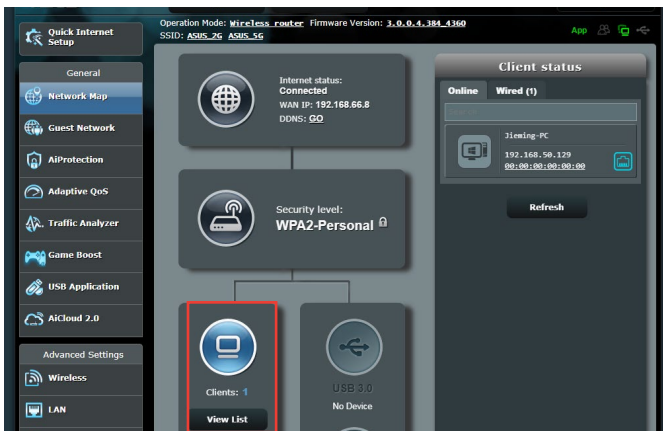 Quick Internet
Setup
General
Network Map
Guest Network
AiProtection
Adaptive QoS
Traffic Analyzer
Game Boost
USB Application
AiCloud 2.0
Advanced Settings
Wireless
LAN
Operation Mode: Wireless router Firmware Version: 3.0.0.4.384_4360
SSID: ASUS_2G ASUS_5G
App
Internet status:
Connected
WAN IP: 192.168.66.8
DDNS: GO
Security level:
WPA2-Personal
Clients: 1
View List
USB 3.0
No Device
Client status
Online Wired (1)
Jieming-PC
192.168.50.129
00:00:00:00:00:00
Refresh